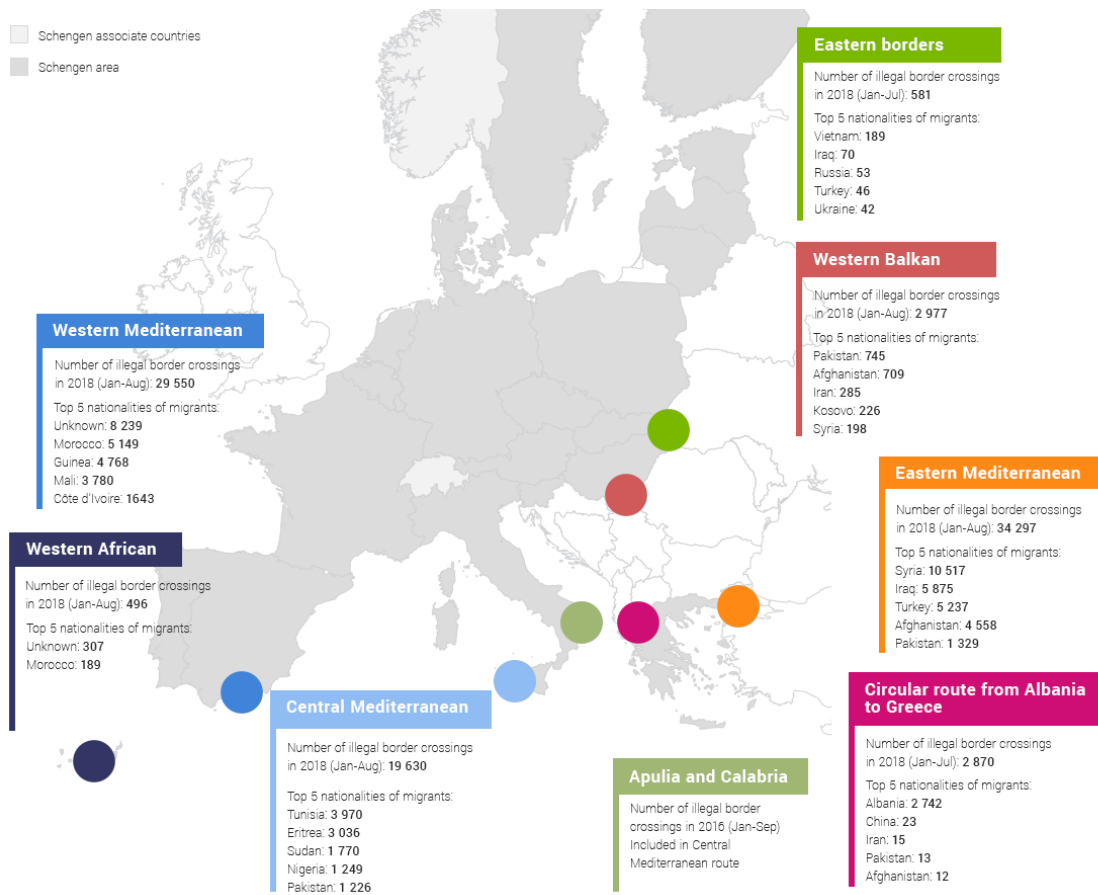 Schengen associate countries
Schengen area
Eastern borders
Number of illegal border crossings
in 2018 (Jan-Jul): 581
Top 5 nationalities of migrants:
Vietnam: 189
Iraq: 70
Russia: 53
Turkey: 46
Ukraine: 42
Western Balkan
Number of illegal border crossings
in 2018 (Jan-Aug): 2 977
Top 5 nationalities of migrants:
Pakistan: 745
Afghanistan: 709
Iran: 285
Kosovo: 226
Syria: 198
Western Mediterranean
Number of illegal border crossings
in 2018 (Jan-Aug): 29 550
Top 5 nationalities of migrants:
Unknown: 8 239
Morocco: 5 149
Guinea: 4 768
Mali: 3 780
Côte d'Ivoire: 1643
Eastern Mediterranean
Number of illegal border crossings
in 2018 (Jan-Aug): 34 297
Top 5 nationalities of migrants:
Syria: 10 517
Iraq: 5 875
Turkey: 5 237
Afghanistan: 4 558
Pakistan: 1 329
Western African
Number of illegal border crossings
in 2018 (Jan-Aug): 496
Top 5 nationalities of migrants:
Unknown: 307
Morocco: 189
Central Mediterranean
Number of illegal border crossings
in 2018 (Jan-Aug): 19 630
Top 5 nationalities of migrants:
Tunisia: 3 970
Eritrea: 3 036
Sudan: 1 770
Nigeria: 1 249
Pakistan: 1 226
Apulia and Calabria
Number of illegal border
crossings in 2016 (Jan-Sep)
Included in Central
Mediterranean route
Circular route from Albania
to Greece
Number of illegal border crossings
in 2018 (Jan-Jul): 2 870
Top 5 nationalities of migrants:
Albania: 2 742
China: 23
Iran: 15
Pakistan: 13
Afghanistan: 12